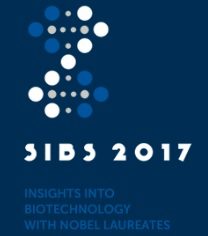 SIBS 2017
INSIGHTS INTO
BIOTECHNOLOGY
WITH NOBEL LAUREATES